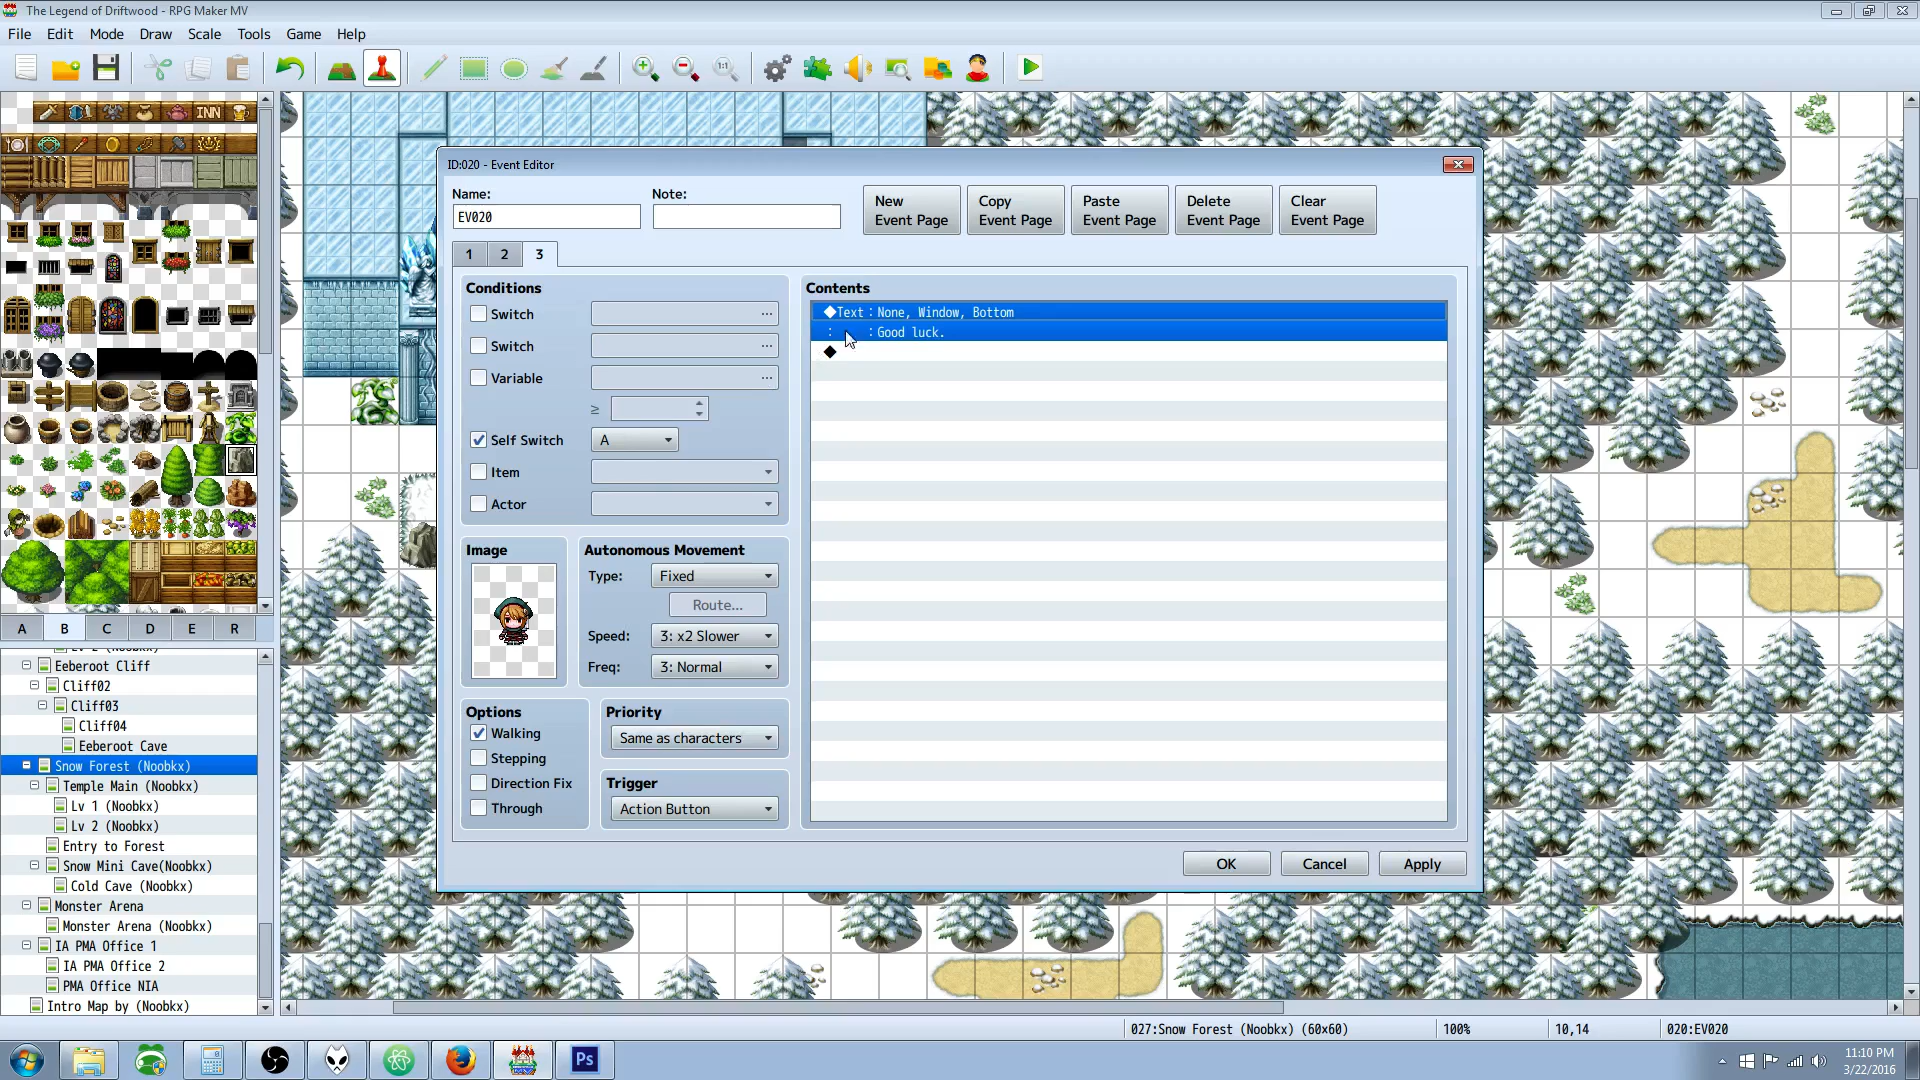 The Legend of Driftwood - RPG Maker MV
File Edit Mode Draw Scale Tools Game Help
1:1
INN
ID:020 - Event Editor
Name:
Note:
EV020
New Event Page
Copy Event Page
Paste Event Page
Delete Event Page
Clear Event Page
1 2 3
Conditions
Switch ...
Switch ...
Variable ...
≥
Self Switch A
Item
Actor
Contents
◆Text : None, Window, Bottom
: : Good luck.
◆
Image
Autonomous Movement
Type: Fixed
Route...
Speed: 3: x2 Slower
Freq: 3: Normal
Options
Walking
Stepping
Direction Fix
Through
Priority
Same as characters
Trigger
Action Button
OK Cancel Apply
A B C D E R
Eeberoot Cliff
Cliff02
Cliff03
Cliff04
Eeberoot Cave
Snow Forest (Noobkx)
Temple Main (Noobkx)
Lv 1 (Noobkx)
Lv 2 (Noobkx)
Entry to Forest
Snow Mini Cave(Noobkx)
Cold Cave (Noobkx)
Monster Arena
Monster Arena (Noobkx)
IA PMA Office 1
IA PMA Office 2
PMA Office NIA
Intro Map by (Noobkx)
027:Snow Forest (Noobkx) (60x60) 100% 10,14 020:EV020
Ps
11:10 PM
3/22/2016